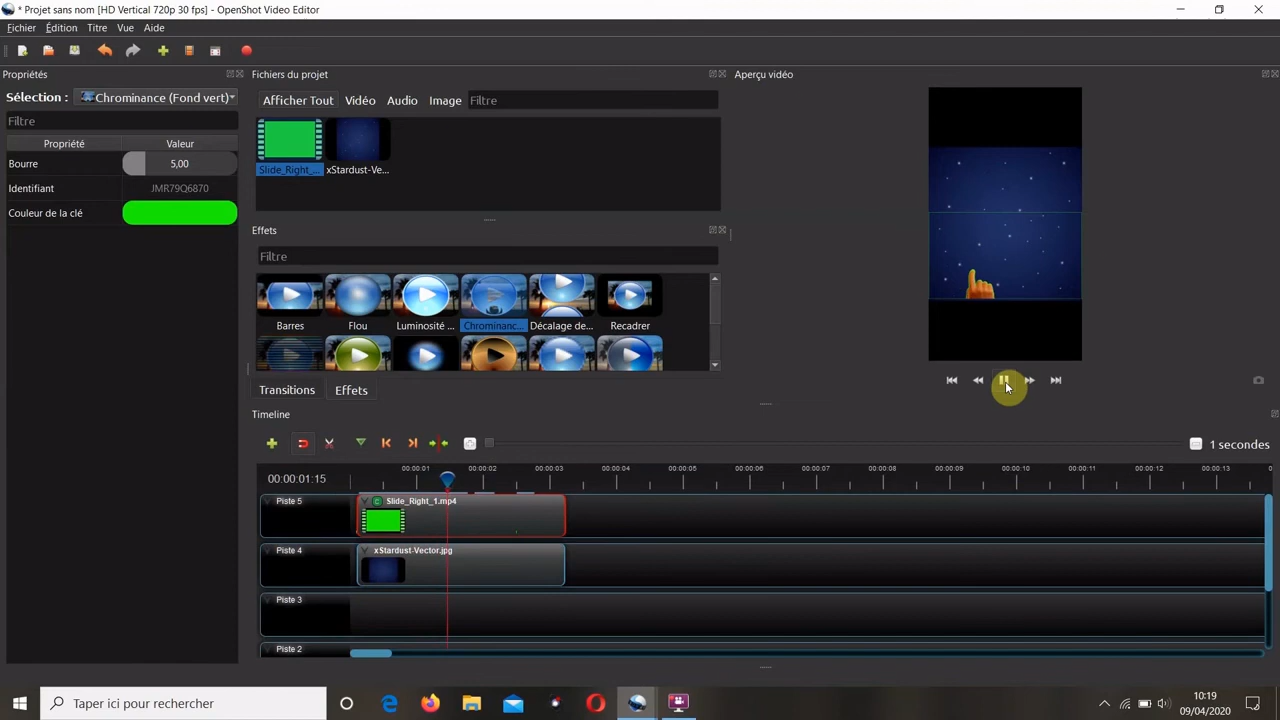 * Projet sans nom [HD Vertical 720p 30 fps] - OpenShot Video Editor
Fichier Édition Titre Vue Aide
Propriétés
Sélection : Chrominance (Fond vert)
Filtre
Propriété Valeur
Bourre 5,00
Identifiant JMR79Q6870
Couleur de la clé
Fichiers du projet
Afficher Tout Vidéo Audio Image Filtre
Slide_Right_... xStardust-Ve...
Effets
Filtre
Barres Flou Luminosité ... Chrominanc... Décalage de... Recadrer
Transitions Effets
Aperçu vidéo
Timeline
1 secondes
00:00:01:15
00:00:01 00:00:02 00:00:03 00:00:04 00:00:05 00:00:06 00:00:07 00:00:08 00:00:09 00:00:10 00:00:11 00:00:12 00:00:13
Piste 5 Slide_Right_1.mp4
Piste 4 xStardust-Vector.jpg
Piste 3
Piste 2
Taper ici pour rechercher
10:19
09/04/2020